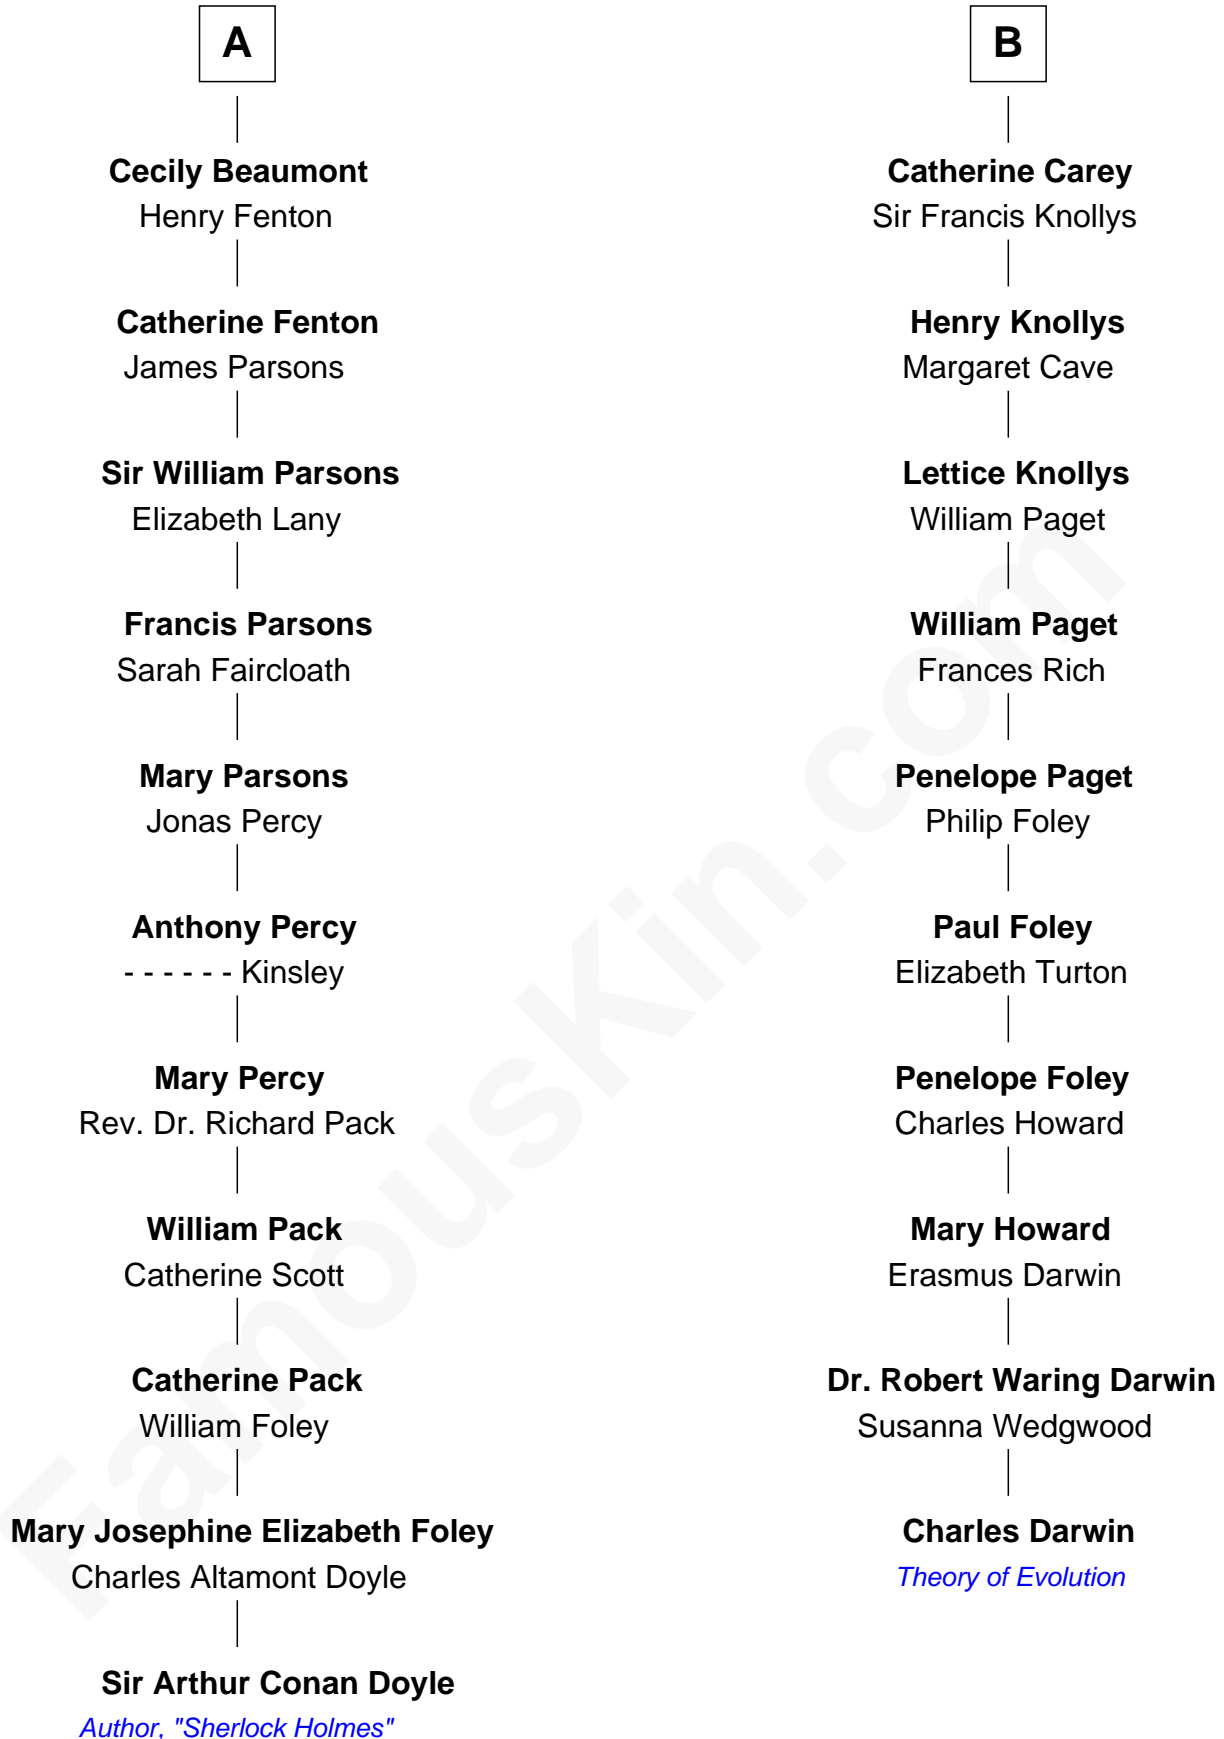 A
Cecily Beaumont
Henry Fenton
Catherine Fenton
James Parsons
Sir William Parsons
Elizabeth Lany
Francis Parsons
Sarah Faircloath
Mary Parsons
Jonas Percy
Anthony Percy
- - - - - - Kinsley
Mary Percy
Rev. Dr. Richard Pack
William Pack
Catherine Scott
Catherine Pack
William Foley
Mary Josephine Elizabeth Foley
Charles Altamont Doyle
Sir Arthur Conan Doyle
Author, "Sherlock Holmes"
B
Catherine Carey
Sir Francis Knollys
Henry Knollys
Margaret Cave
Lettice Knollys
William Paget
William Paget
Frances Rich
Penelope Paget
Philip Foley
Paul Foley
Elizabeth Turton
Penelope Foley
Charles Howard
Mary Howard
Erasmus Darwin
Dr. Robert Waring Darwin
Susanna Wedgwood
Charles Darwin
Theory of Evolution
FamousKin.com